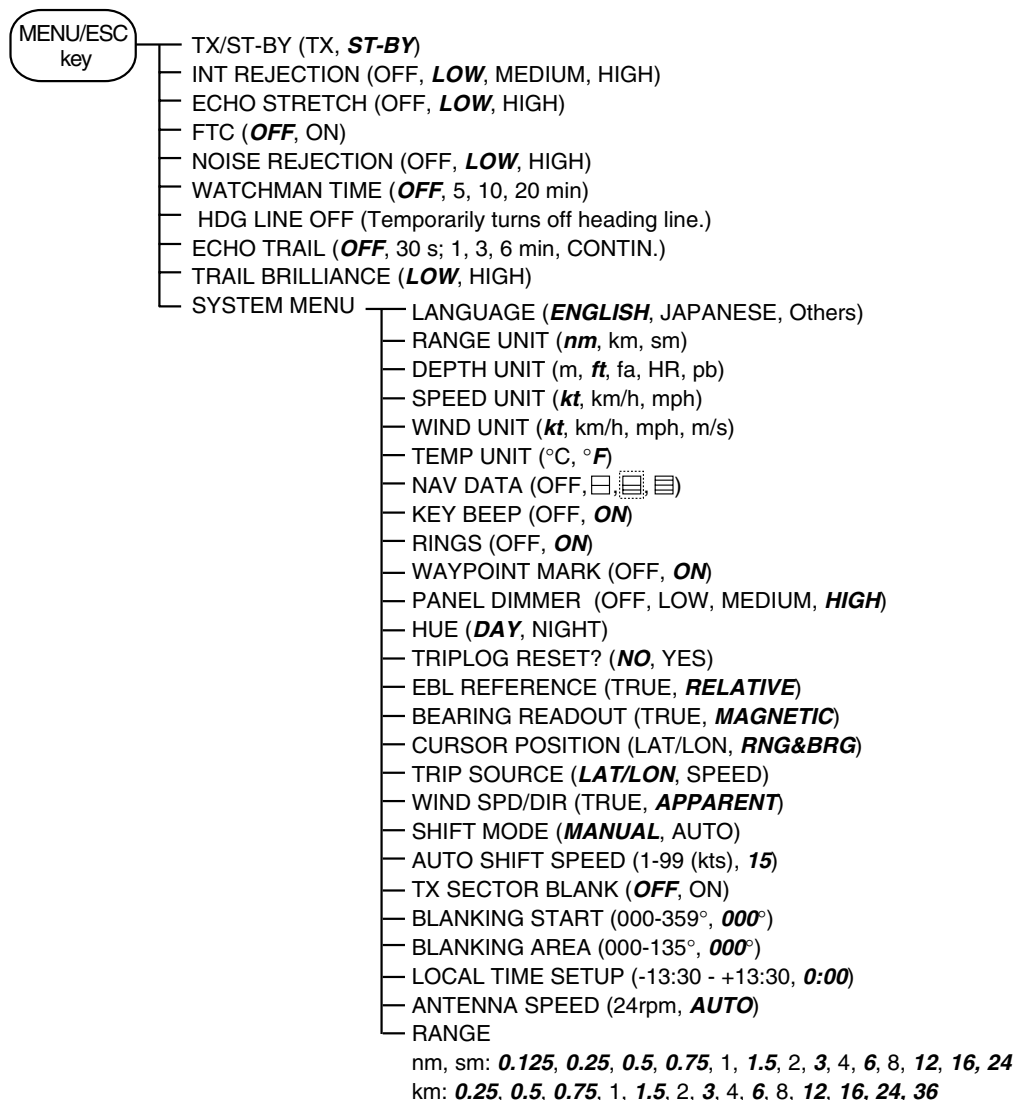 MENU/ESC
key
TX/ST-BY (TX, ST-BY)
INT REJECTION (OFF, LOW, MEDIUM, HIGH)
ECHO STRETCH (OFF, LOW, HIGH)
FTC (OFF, ON)
NOISE REJECTION (OFF, LOW, HIGH)
WATCHMAN TIME (OFF, 5, 10, 20 min)
HDG LINE OFF (Temporarily turns off heading line.)
ECHO TRAIL (OFF, 30 s; 1, 3, 6 min, CONTIN.)
TRAIL BRILLIANCE (LOW, HIGH)
SYSTEM MENU
LANGUAGE (ENGLISH, JAPANESE, Others)
RANGE UNIT (nm, km, sm)
DEPTH UNIT (m, ft, fa, HR, pb)
SPEED UNIT (kt, km/h, mph)
WIND UNIT (kt, km/h, mph, m/s)
TEMP UNIT (°C, °F)
NAV DATA (OFF, , , )
KEY BEEP (OFF, ON)
RINGS (OFF, ON)
WAYPOINT MARK (OFF, ON)
PANEL DIMMER (OFF, LOW, MEDIUM, HIGH)
HUE (DAY, NIGHT)
TRIPLOG RESET? (NO, YES)
EBL REFERENCE (TRUE, RELATIVE)
BEARING READOUT (TRUE, MAGNETIC)
CURSOR POSITION (LAT/LON, RNG&BRG)
TRIP SOURCE (LAT/LON, SPEED)
WIND SPD/DIR (TRUE, APPARENT)
SHIFT MODE (MANUAL, AUTO)
AUTO SHIFT SPEED (1-99 (kts), 15)
TX SECTOR BLANK (OFF, ON)
BLANKING START (000-359°, 000°)
BLANKING AREA (000-135°, 000°)
LOCAL TIME SETUP (-13:30 - +13:30, 0:00)
ANTENNA SPEED (24rpm, AUTO)
RANGE
nm, sm: 0.125, 0.25, 0.5, 0.75, 1, 1.5, 2, 3, 4, 6, 8, 12, 16, 24
km: 0.25, 0.5, 0.75, 1, 1.5, 2, 3, 4, 6, 8, 12, 16, 24, 36